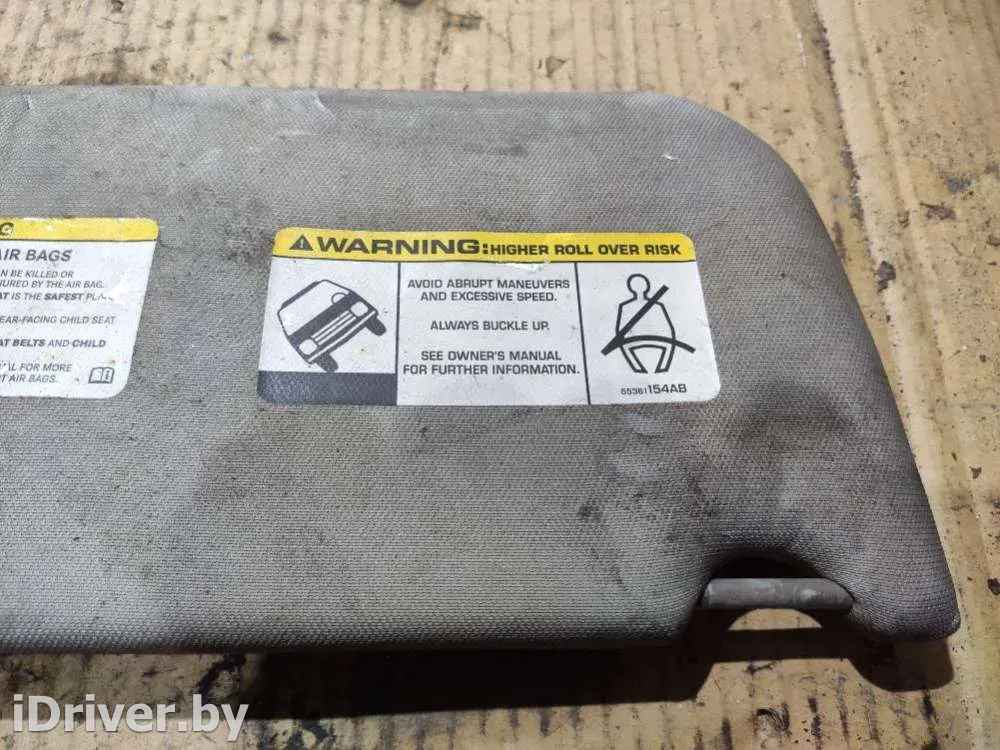 G
AIR BAGS
AN BE KILLED OR
URED BY THE AIR BAG.
AT IS THE SAFEST PLA
EAR-FACING CHILD SEAT
AT BELTS AND CHILD
L FOR MORE
T AIR BAGS.
WARNING: HIGHER ROLL OVER RISK
AVOID ABRUPT MANEUVERS
AND EXCESSIVE SPEED.
ALWAYS BUCKLE UP.
SEE OWNER'S MANUAL
FOR FURTHER INFORMATION.
55361154AB
iDriver.by